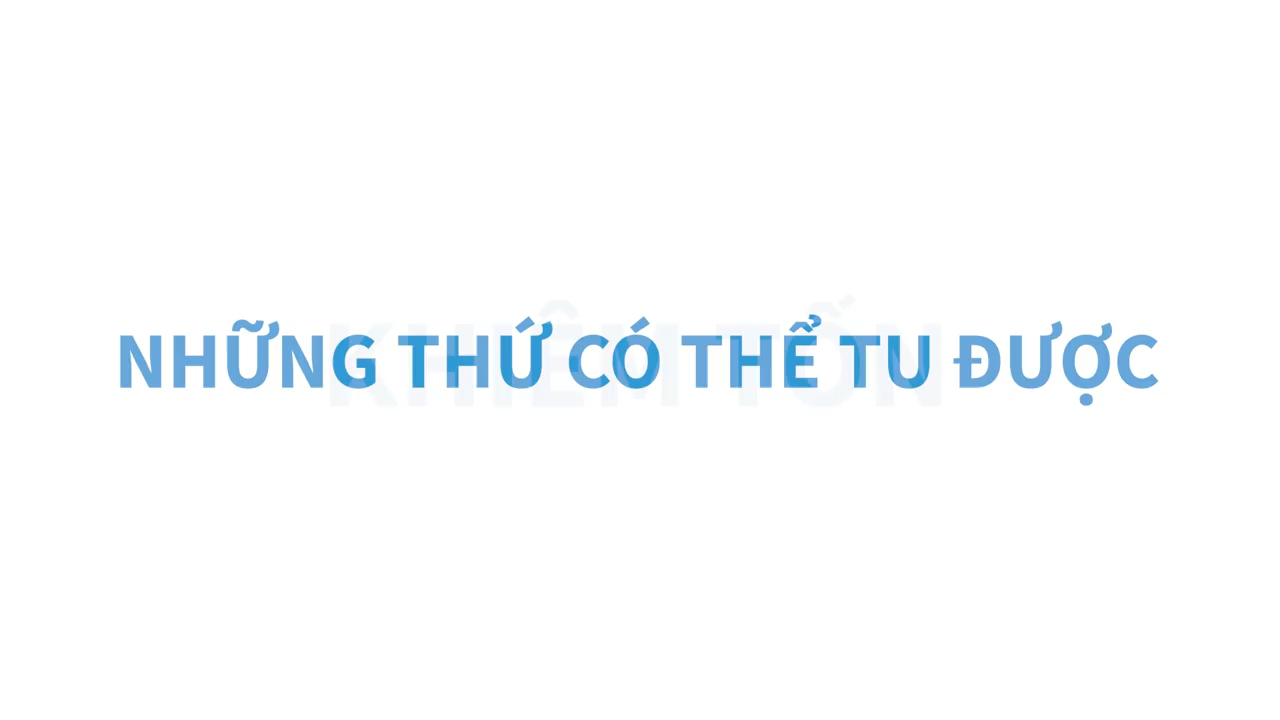 NHỮNG THỨ CÓ THỂ TU ĐƯỢC
KHIÊM TỐN